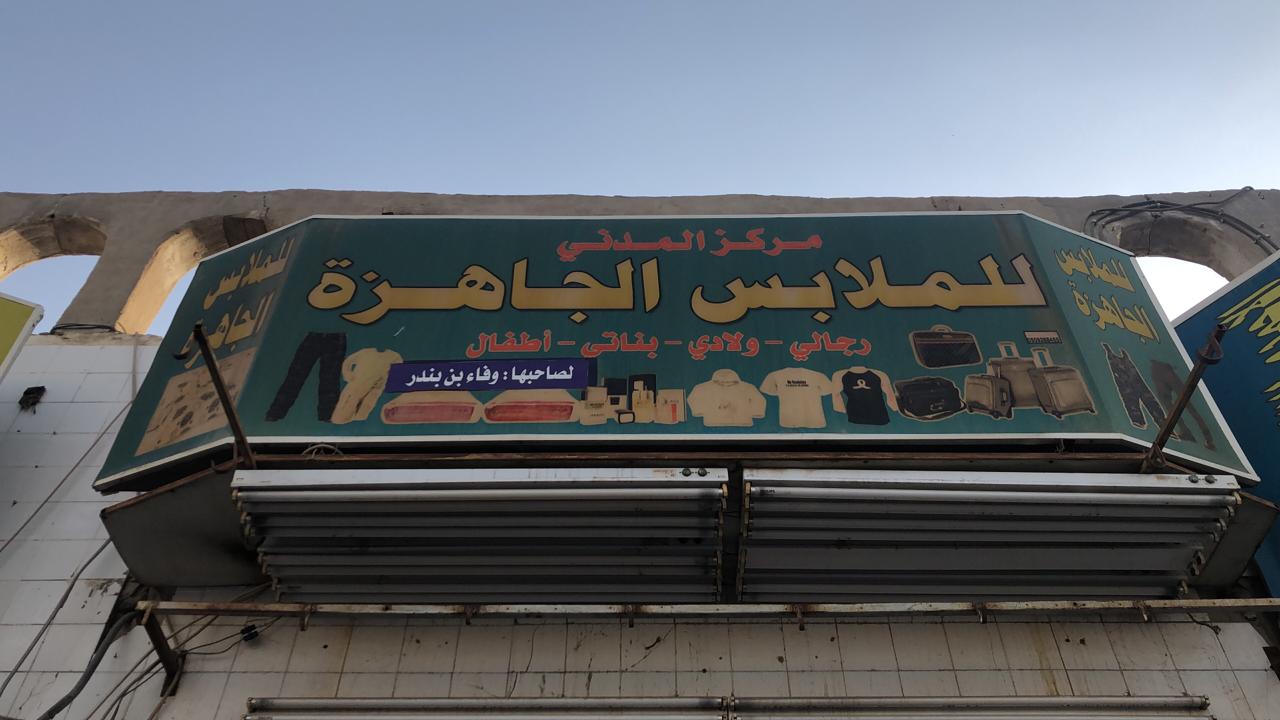 مركز المدني
للملابس الجاهزة
رجالي - ولادي - بناتي - أطفال
لصاحبها : وفاء بن بندر
للملابس
الجاهزة
للملابس
الجاهزة